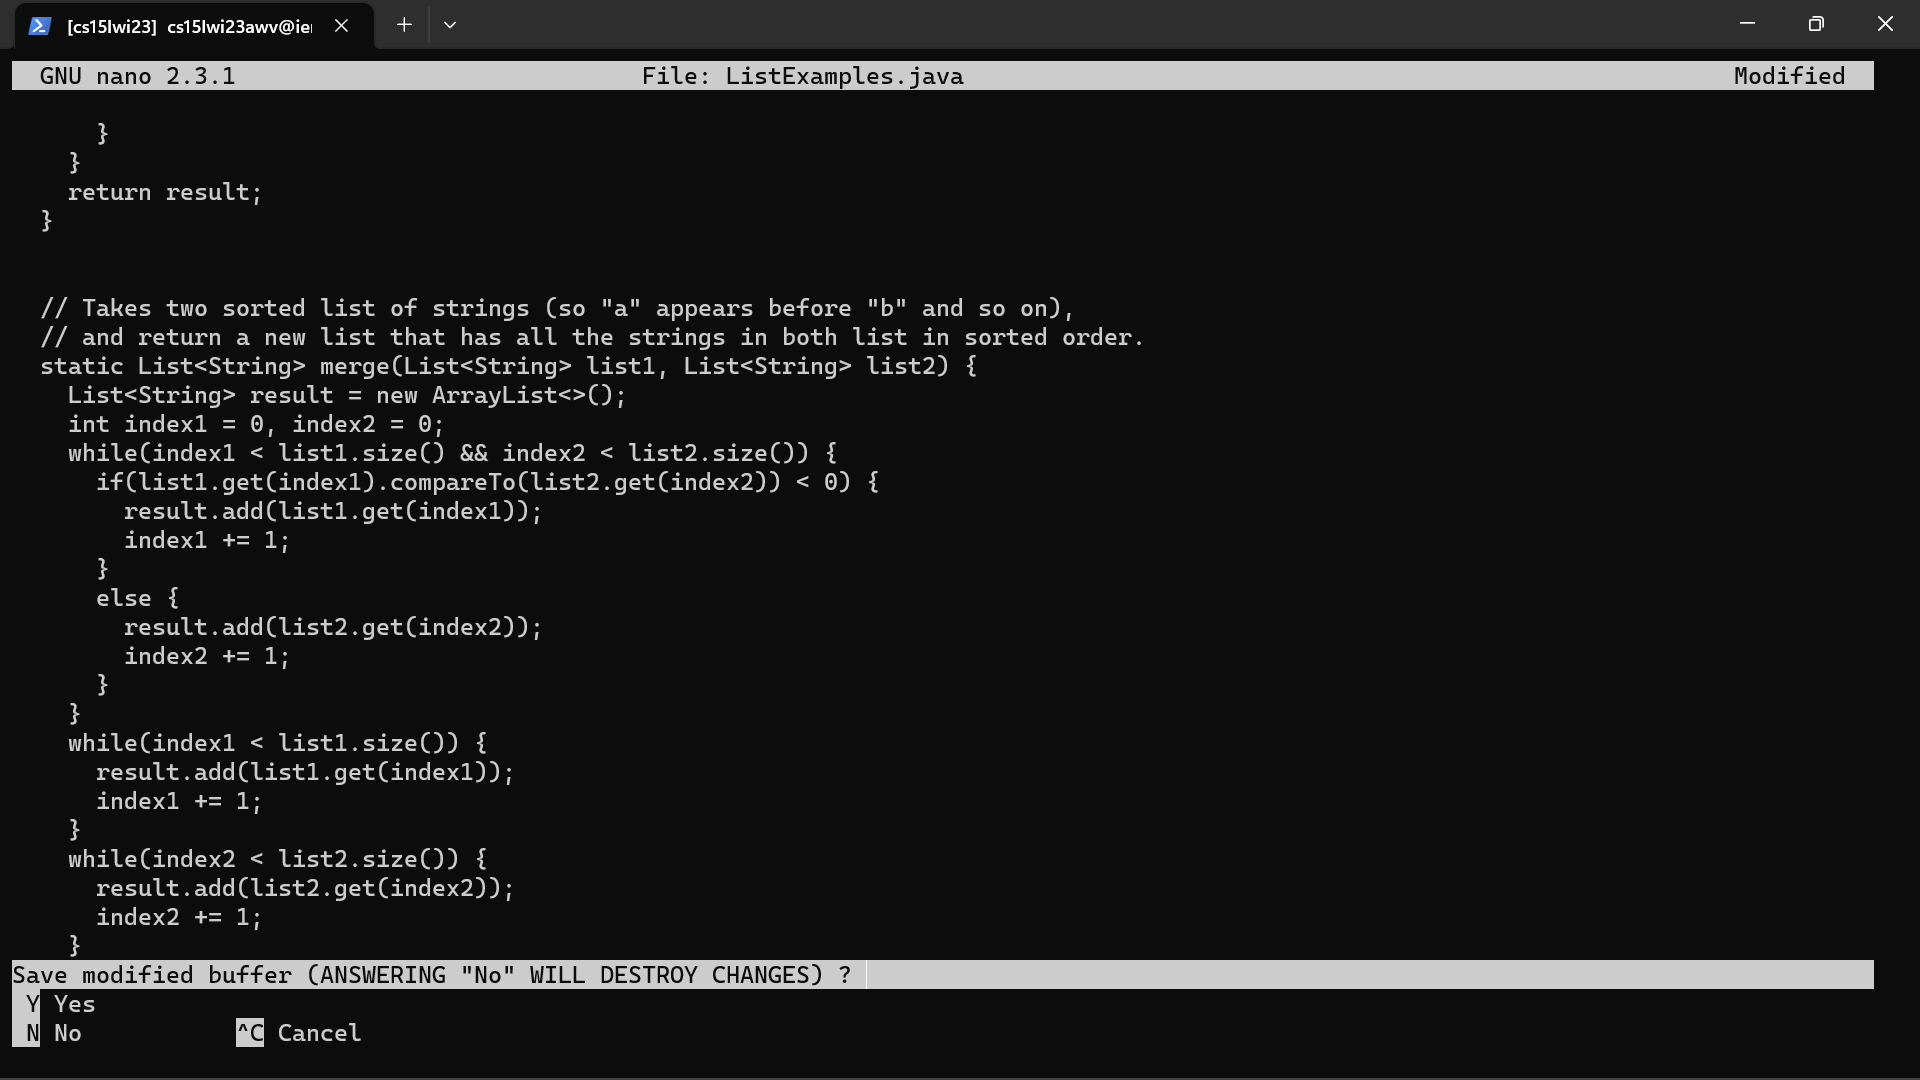 [cs15lwi23] cs15lwi23awv@ie
GNU nano 2.3.1 File: ListExamples.java Modified
}
}
return result;
}
// Takes two sorted list of strings (so "a" appears before "b" and so on),
// and return a new list that has all the strings in both list in sorted order.
static List<String> merge(List<String> list1, List<String> list2) {
List<String> result = new ArrayList<>();
int index1 = 0, index2 = 0;
while(index1 < list1.size() && index2 < list2.size()) {
if(list1.get(index1).compareTo(list2.get(index2)) < 0) {
result.add(list1.get(index1));
index1 += 1;
}
else {
result.add(list2.get(index2));
index2 += 1;
}
}
while(index1 < list1.size()) {
result.add(list1.get(index1));
index1 += 1;
}
while(index2 < list2.size()) {
result.add(list2.get(index2));
index2 += 1;
}
Save modified buffer (ANSWERING "No" WILL DESTROY CHANGES) ?
Y Yes
N No ^C Cancel